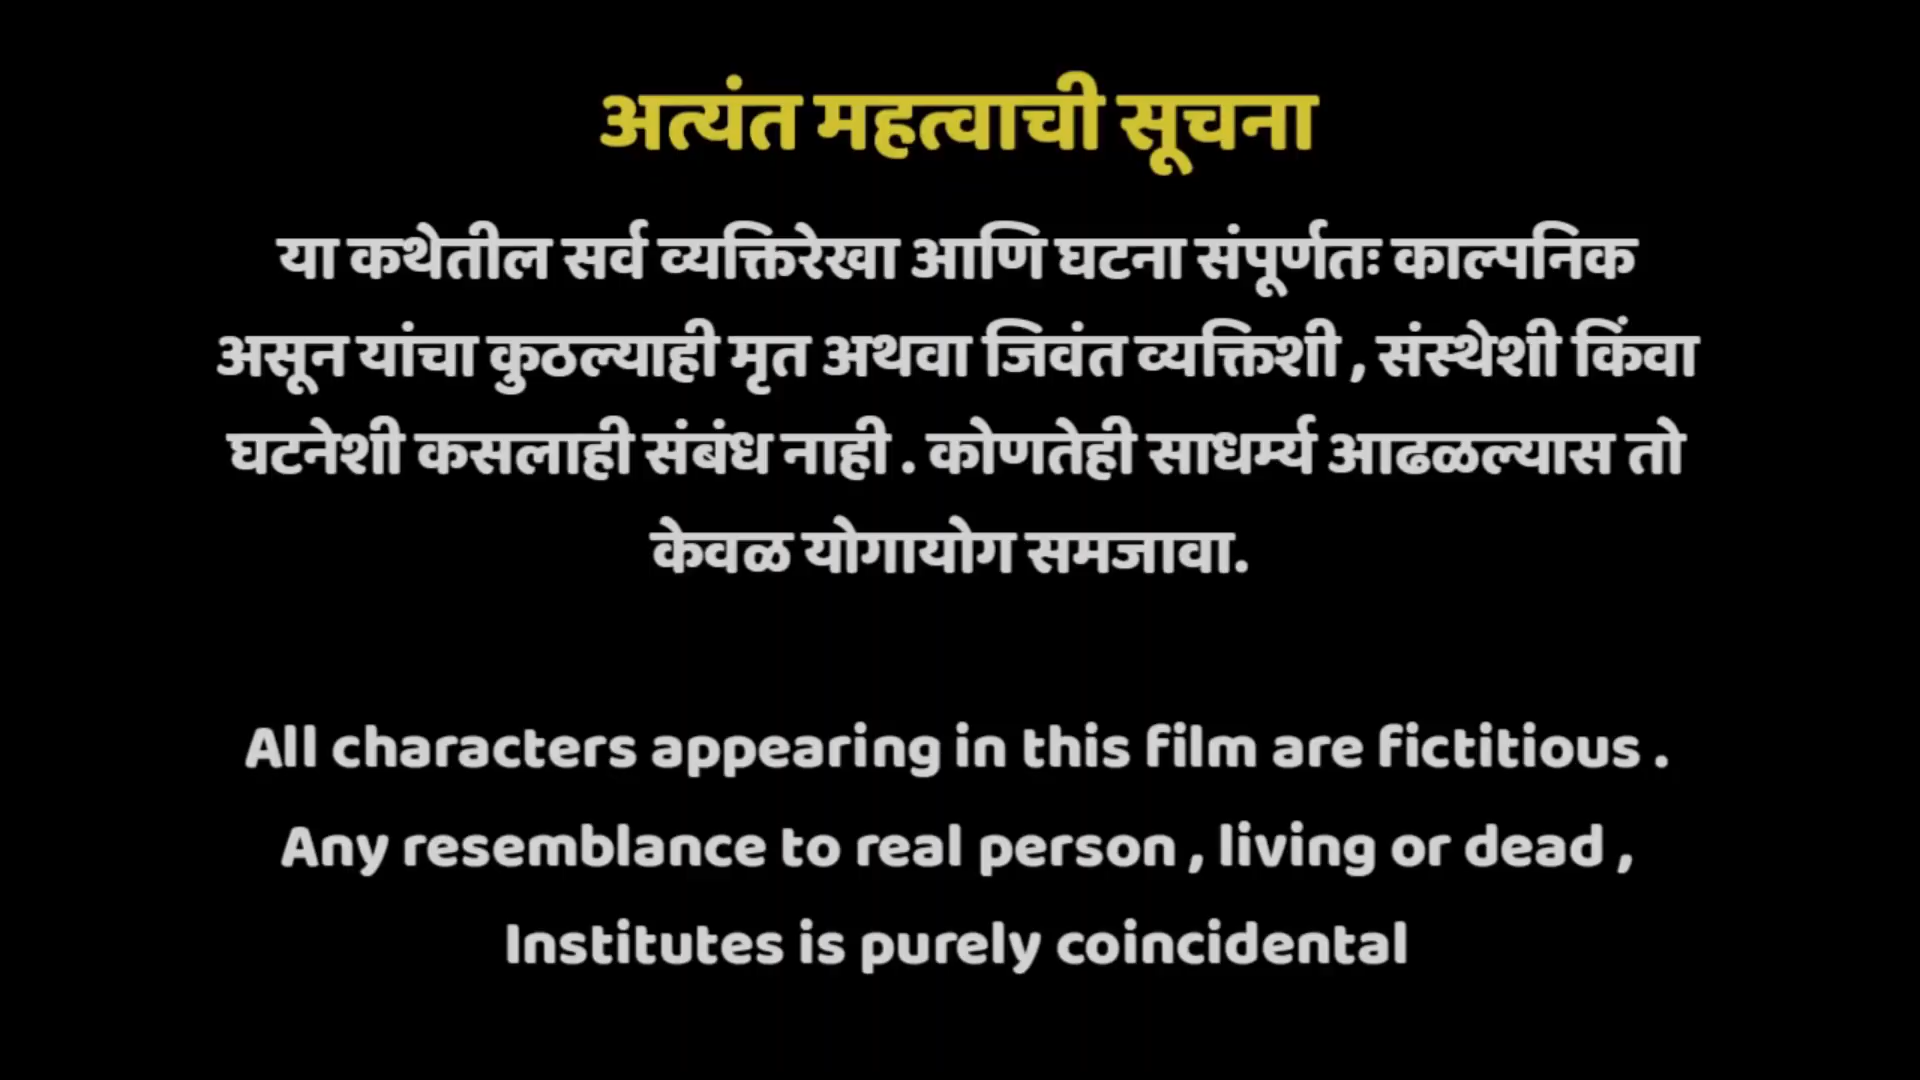 अत्यंत महत्वाची सूचना
या कथेतील सर्व व्यक्तिरेखा आणि घटना संपूर्णतः काल्पनिक
असून यांचा कुठल्याही मृत अथवा जिवंत व्यक्तिशी , संस्थेशी किंवा
घटनेशी कसलाही संबंध नाही . कोणतेही साधर्म्य आढळल्यास तो
केवळ योगायोग समजावा.
All characters appearing in this film are fictitious .
Any resemblance to real person , living or dead ,
Institutes is purely coincidental